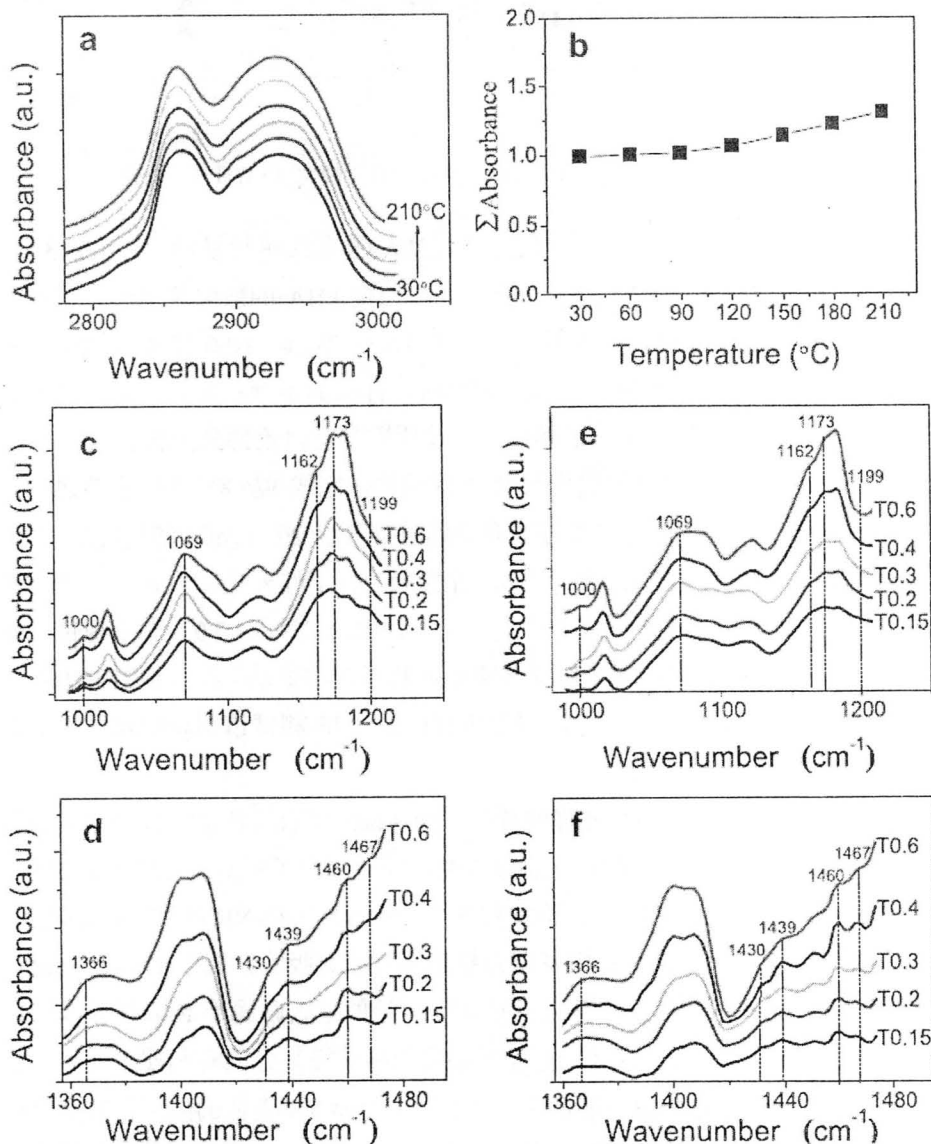 a
Absorbance (a.u.)
210°C
30°C
2800 2900 3000
Wavenumber (cm-1)
b
ΣAbsorbance
2.0
1.5
1.0
0.5
0.0
30 60 90 120 150 180 210
Temperature (°C)
c
Absorbance (a.u.)
1000
1069
1162
1173
1199
T0.6
T0.4
T0.3
T0.2
T0.15
1000 1100 1200
Wavenumber (cm-1)
e
Absorbance (a.u.)
1000
1069
1162
1173
1199
T0.6
T0.4
T0.3
T0.2
T0.15
1000 1100 1200
Wavenumber (cm-1)
d
Absorbance (a.u.)
1366
1430
1439
1460
1467
T0.6
T0.4
T0.3
T0.2
T0.15
1360 1400 1440 1480
Wavenumber (cm-1)
f
Absorbance (a.u.)
1366
1430
1439
1460
1467
T0.6
T0.4
T0.3
T0.2
T0.15
1360 1400 1440 1480
Wavenumber (cm-1)